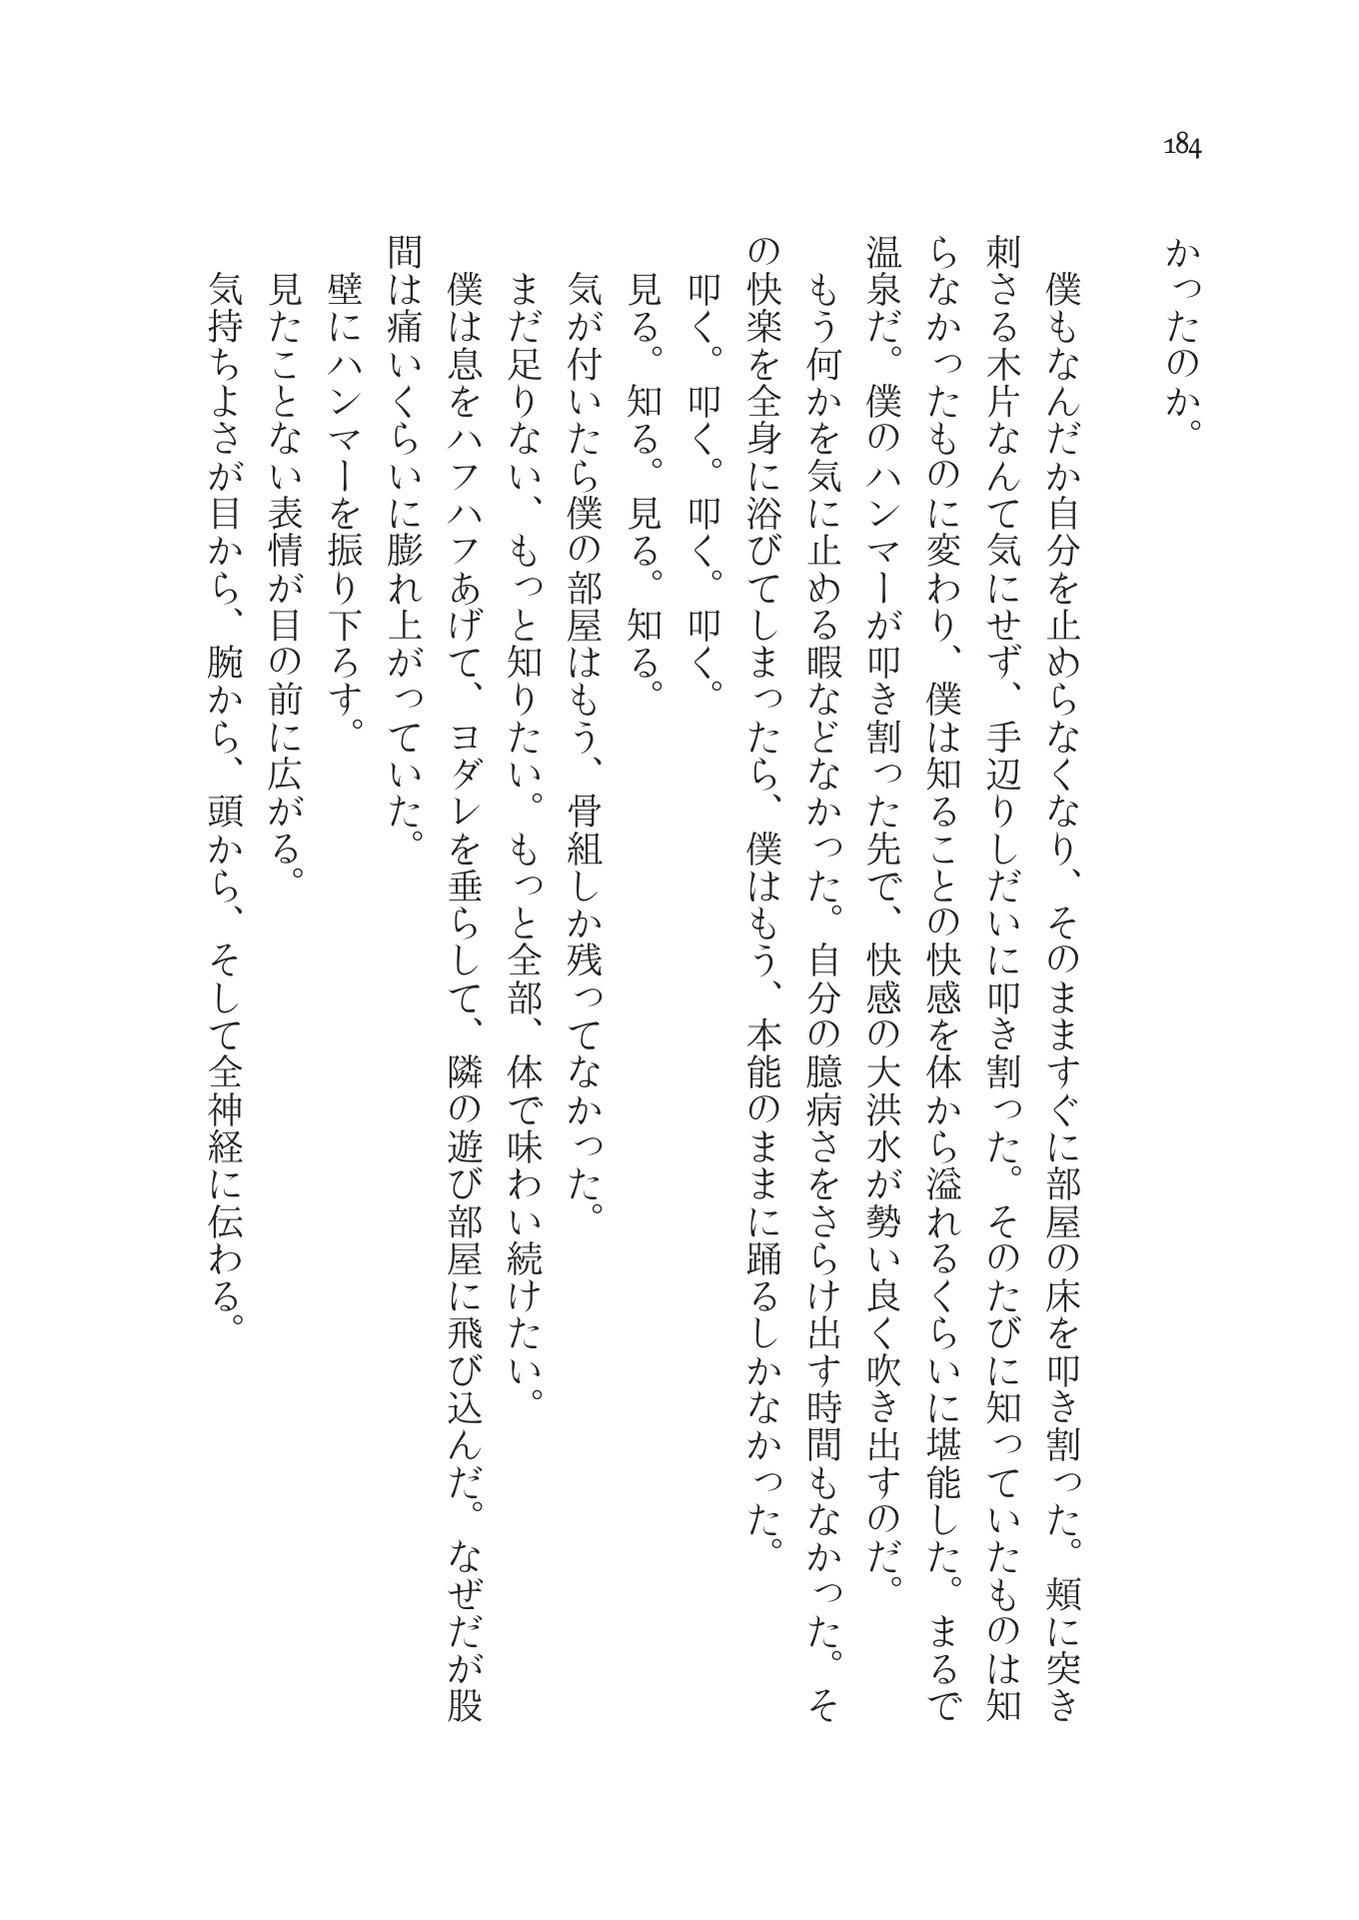 184
かったのか。
　僕もなんだか自分を止めらなくなり、そのまますぐに部屋の床を叩き割った。頬に突き
刺さる木片なんて気にせず、手辺りしだいに叩き割った。そのたびに知っていたものは知
らなかったものに変わり、僕は知ることの快感を体から溢れるくらいに堪能した。まるで
温泉だ。僕のハンマーが叩き割った先で、快感の大洪水が勢い良く吹き出すのだ。
　もう何かを気に止める暇などなかった。自分の臆病さをさらけ出す時間もなかった。そ
の快楽を全身に浴びてしまったら、僕はもう、本能のままに踊るしかなかった。
　叩く。叩く。叩く。叩く。
　見る。知る。見る。知る。
　気が付いたら僕の部屋はもう、骨組しか残ってなかった。
　まだ足りない、もっと知りたい。もっと全部、体で味わい続けたい。
　僕は息をハフハフあげて、ヨダレを垂らして、隣の遊び部屋に飛び込んだ。なぜだが股
間は痛いくらいに膨れ上がっていた。
　壁にハンマーを振り下ろす。
　見たことない表情が目の前に広がる。
　気持ちよさが目から、腕から、頭から、そして全神経に伝わる。